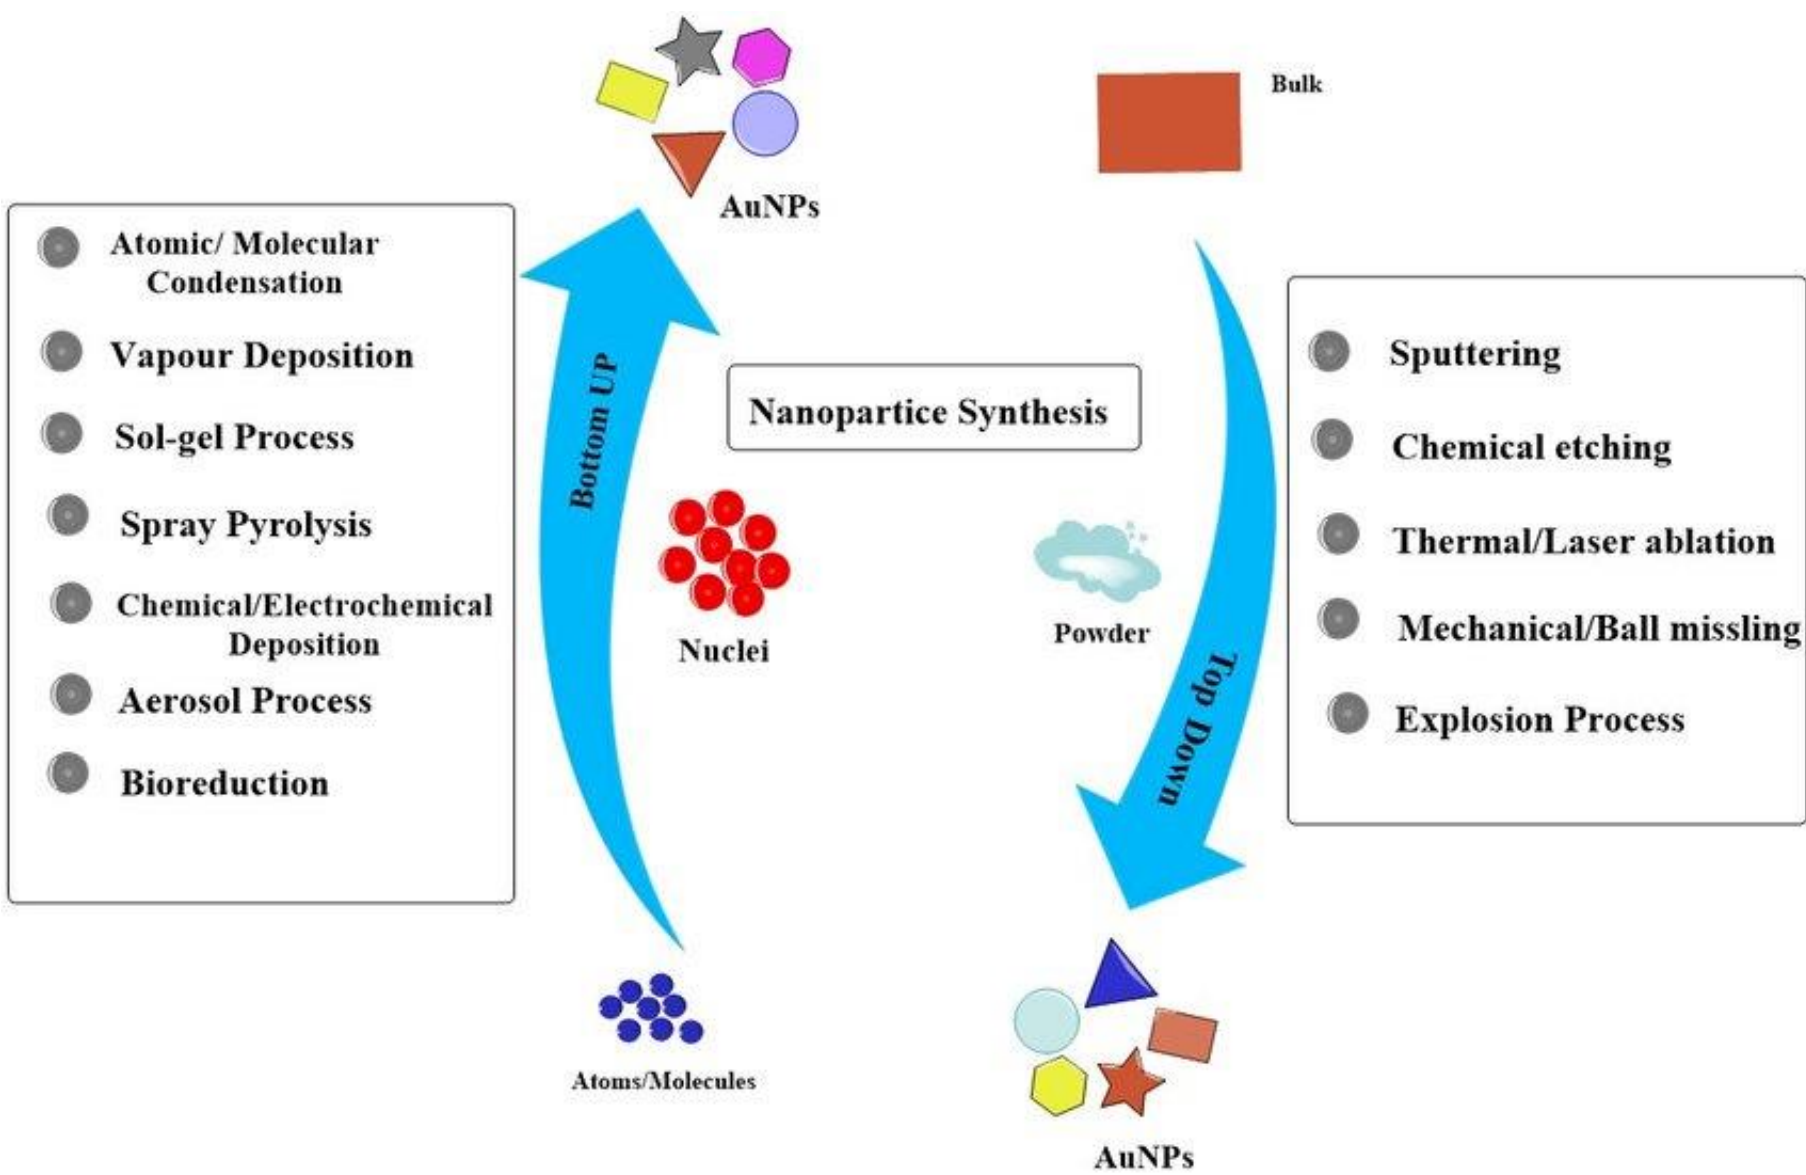 AuNPs
Bulk
Atomic/ Molecular
Condensation
Vapour Deposition
Sol-gel Process
Spray Pyrolysis
Chemical/Electrochemical
Deposition
Aerosol Process
Bioreduction
Bottom UP
Nanopartice Synthesis
Nuclei
Powder
Top Down
Sputtering
Chemical etching
Thermal/Laser ablation
Mechanical/Ball missling
Explosion Process
Atoms/Molecules
AuNPs